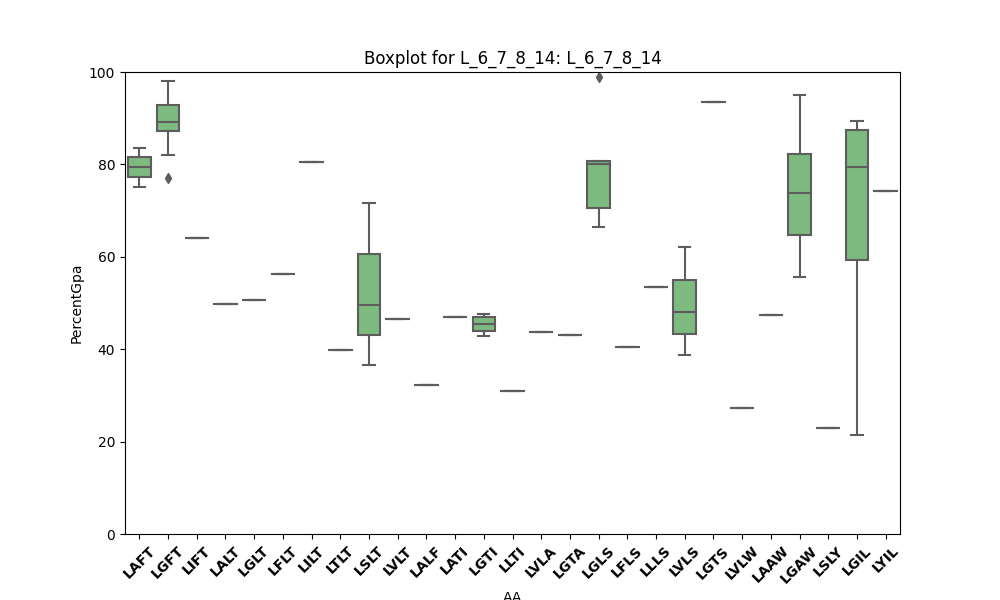 Boxplot for L_6_7_8_14: L_6_7_8_14
PercentGpa
100
80
60
40
20
0
LAFT LGFT LIFT LALT LGLT LFLT LILT LTLT LSLT LVLT LALF LATI LGTI LLTI LVLA LGTA LGLS LFLS LLLS LVLS LGTS LVLW LAAW LGAW LSLY LGIL LYIL
AA